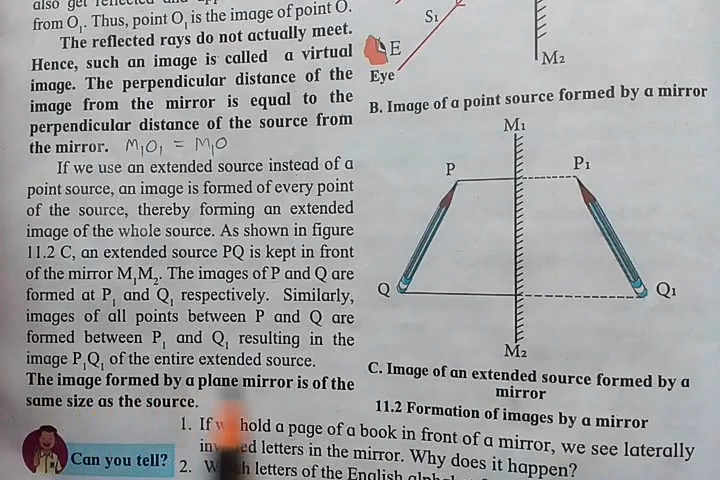 from O₁. Thus, point O₁ is the image of point O.
The reflected rays do not actually meet.
Hence, such an image is called a virtual
image. The perpendicular distance of the
image from the mirror is equal to the
perpendicular distance of the source from
the mirror. M₁O₁ = M₁O
If we use an extended source instead of a
point source, an image is formed of every point
of the source, thereby forming an extended
image of the whole source. As shown in figure
11.2 C, an extended source PQ is kept in front
of the mirror M₁M₂. The images of P and Q are
formed at P₁ and Q₁ respectively. Similarly,
images of all points between P and Q are
formed between P₁ and Q₁ resulting in the
image P₁Q₁ of the entire extended source.
The image formed by a plane mirror is of the
same size as the source.
S₁
E
Eye
M₂
B. Image of a point source formed by a mirror
M₁
P
P₁
Q
Q₁
M₂
C. Image of an extended source formed by a
mirror
11.2 Formation of images by a mirror
Can you tell?
1. If hold a page of a book in front of a mirror, we see laterally
letters in the mirror. Why does it happen?
2. letters of the English